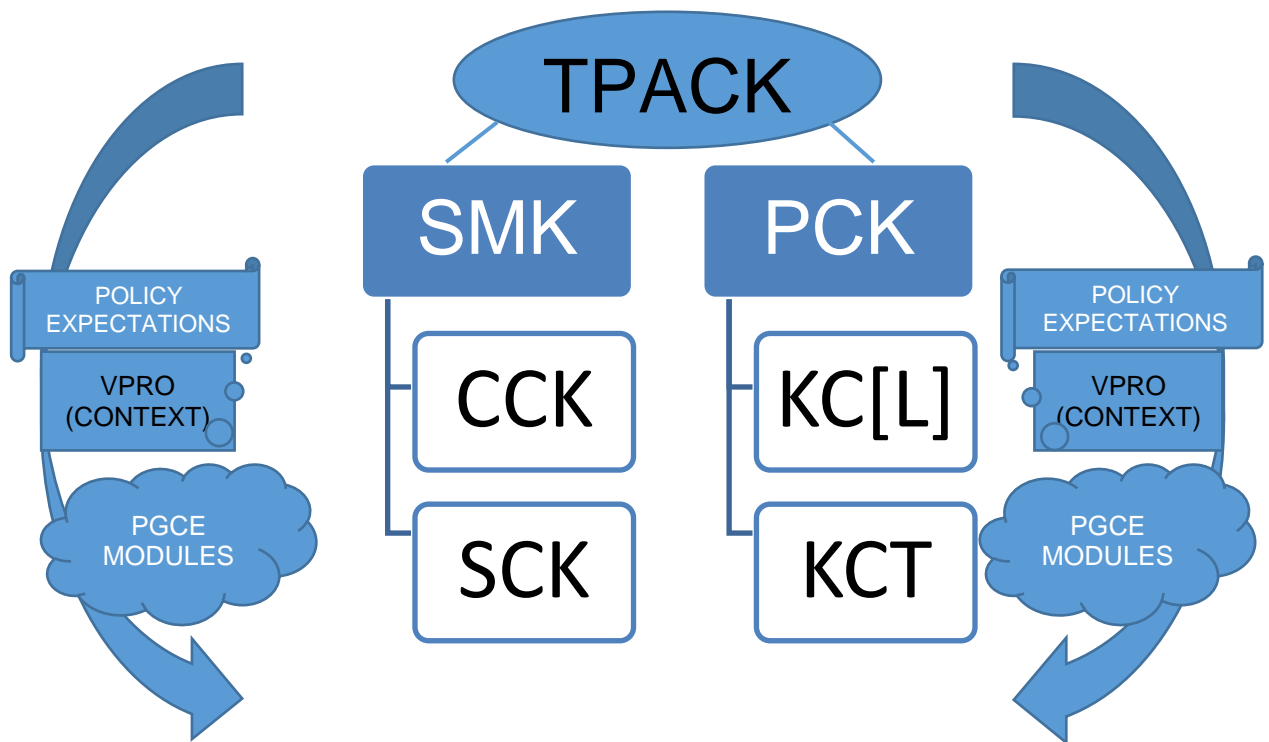 TPACK
SMK
PCK
POLICY
EXPECTATIONS
VPRO
(CONTEXT)
PGCE
MODULES
CCK
SCK
KC[L]
KCT
POLICY
EXPECTATIONS
VPRO
(CONTEXT)
PGCE
MODULES